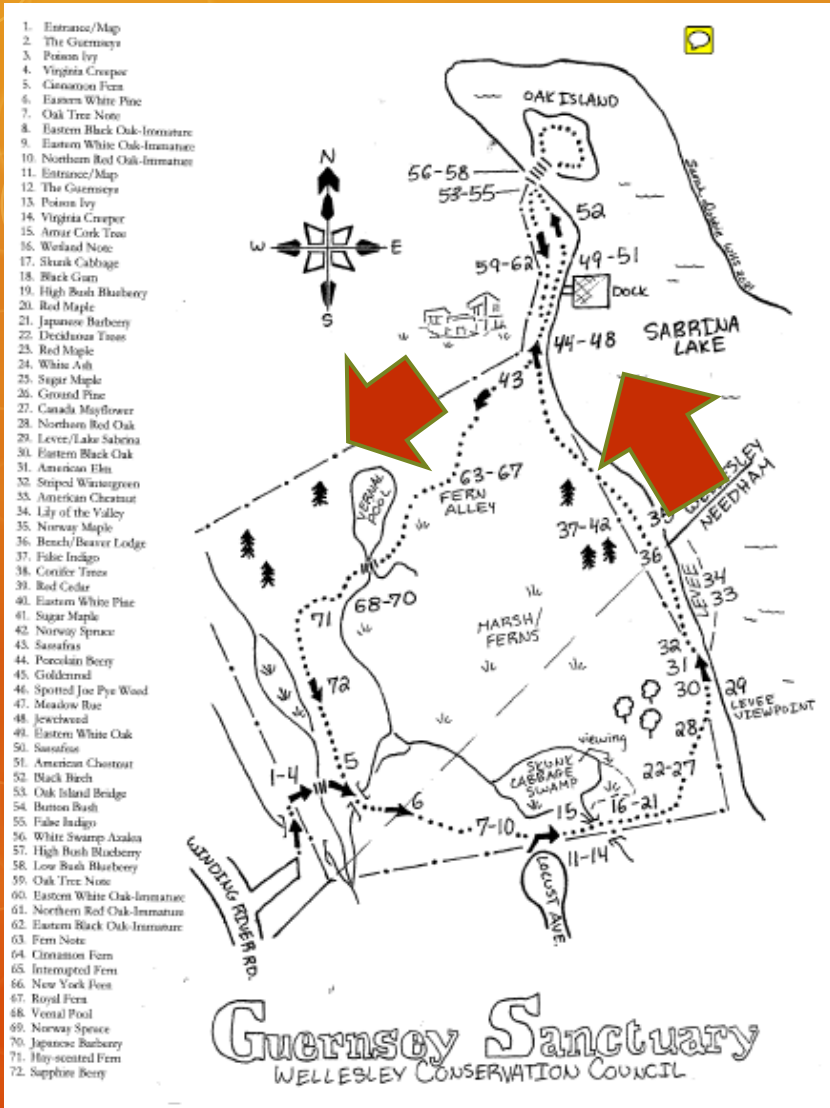 1. Entrance/Map
2. The Guernseys
3. Poison Ivy
4. Virginia Creeper
5. Cinnamon Fern
6. Eastern White Pine
7. Oak Tree Note
8. Eastern Black Oak-Immature
9. Eastern White Oak-Immature
10. Northern Red Oak-Immature
11. Entrance/Map
12. The Guernseys
13. Poison Ivy
14. Virginia Creeper
15. Amur Cork Tree
16. Wetland Note
17. Skunk Cabbage
18. Black Gum
19. High Bush Blueberry
20. Red Maple
21. Japanese Barberry
22. Deciduous Trees
23. Red Maple
24. White Ash
25. Sugar Maple
26. Ground Pine
27. Canada Mayflower
28. Northern Red Oak
29. Levee/Lake Sabrina
30. Eastern Black Oak
31. American Elm
32. Striped Wintergreen
33. American Chestnut
34. Lily of the Valley
35. Norway Maple
36. Bench/Beaver Lodge
37. False Indigo
38. Conifer Trees
39. Red Cedar
40. Eastern White Pine
41. Sugar Maple
42. Norway Spruce
43. Sassafras
44. Porcelain Berry
45. Goldenrod
46. Spotted Joe Pye Weed
47. Meadow Rue
48. Jewelweed
49. Eastern White Oak
50. Sassafras
51. American Chestnut
52. Black Birch
53. Oak Island Bridge
54. Button Bush
55. False Indigo
56. White Swamp Azalea
57. High Bush Blueberry
58. Low Bush Blueberry
59. Oak Tree Note
60. Eastern White Oak-Immature
61. Northern Red Oak-Immature
62. Eastern Black Oak-Immature
63. Fern Note
64. Cinnamon Fern
65. Interrupted Fern
66. New York Fern
67. Royal Fern
68. Vernal Pool
69. Norway Spruce
70. Japanese Barberry
71. Hay-scented Fern
72. Sapphire Berry
OAK ISLAND
N
W
E
S
56-58
53-55
52
59-62
49-51
DOCK
44-48
SABRINA
LAKE
43
63-67
FERN
ALLEY
VERNAL
POOL
37-42
35
WELLESLEY
NEEDHAM
36
LEVEE
34
33
68-70
71
MARSH/
FERNS
72
32
31
30
29
LEVEE
VIEWPOINT
28
viewing
SKUNK
CABBAGE
SWAMP
22-27
1-4
5
6
7-10
15
16-21
11-14
LOCUST AVE.
WINDING RIVER RD.
Guernsey Sanctuary
WELLESLEY CONSERVATION COUNCIL